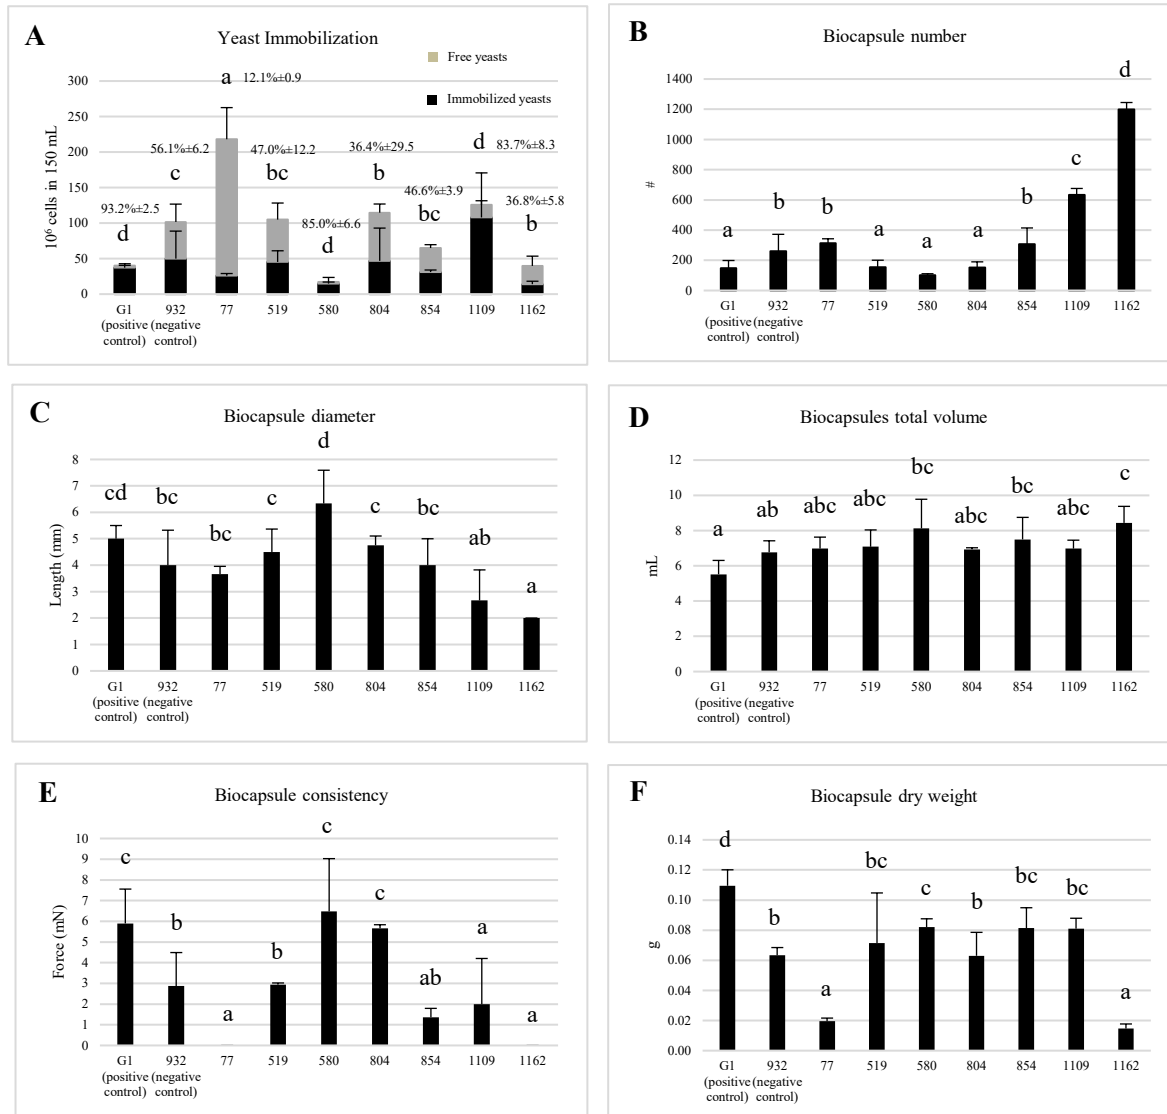 A
Yeast Immobilization
Free yeasts
Immobilized yeasts
10⁶ cells in 150 mL
300
250
200
150
100
50
0
93.2%±2.5
d
56.1%±6.2
c
a
12.1%±0.9
47.0%±12.2
bc
85.0%±6.6
d
36.4%±29.5
b
46.6%±3.9
bc
d
83.7%±8.3
36.8%±5.8
b
G1 932 77 519 580 804 854 1109 1162
(positive (negative
control) control)
B
Biocapsule number
#
1400
1200
1000
800
600
400
200
0
a b b a a a b c d
G1 932 77 519 580 804 854 1109 1162
(positive (negative
control) control)
C
Biocapsule diameter
Length (mm)
8
7
6
5
4
3
2
1
0
cd bc bc c d c bc ab a
G1 932 77 519 580 804 854 1109 1162
(positive (negative
control) control)
D
Biocapsules total volume
mL
12
10
8
6
4
2
0
a ab abc abc bc abc bc abc c
G1 932 77 519 580 804 854 1109 1162
(positive (negative
control) control)
E
Biocapsule consistency
Force (mN)
10
9
8
7
6
5
4
3
2
1
0
c b a b c c ab a a
G1 932 77 519 580 804 854 1109 1162
(positive (negative
control) control)
F
Biocapsule dry weight
g
0.14
0.12
0.10
0.08
0.06
0.04
0.02
0.00
d b a bc c b bc bc a
G1 932 77 519 580 804 854 1109 1162
(positive (negative
control) control)